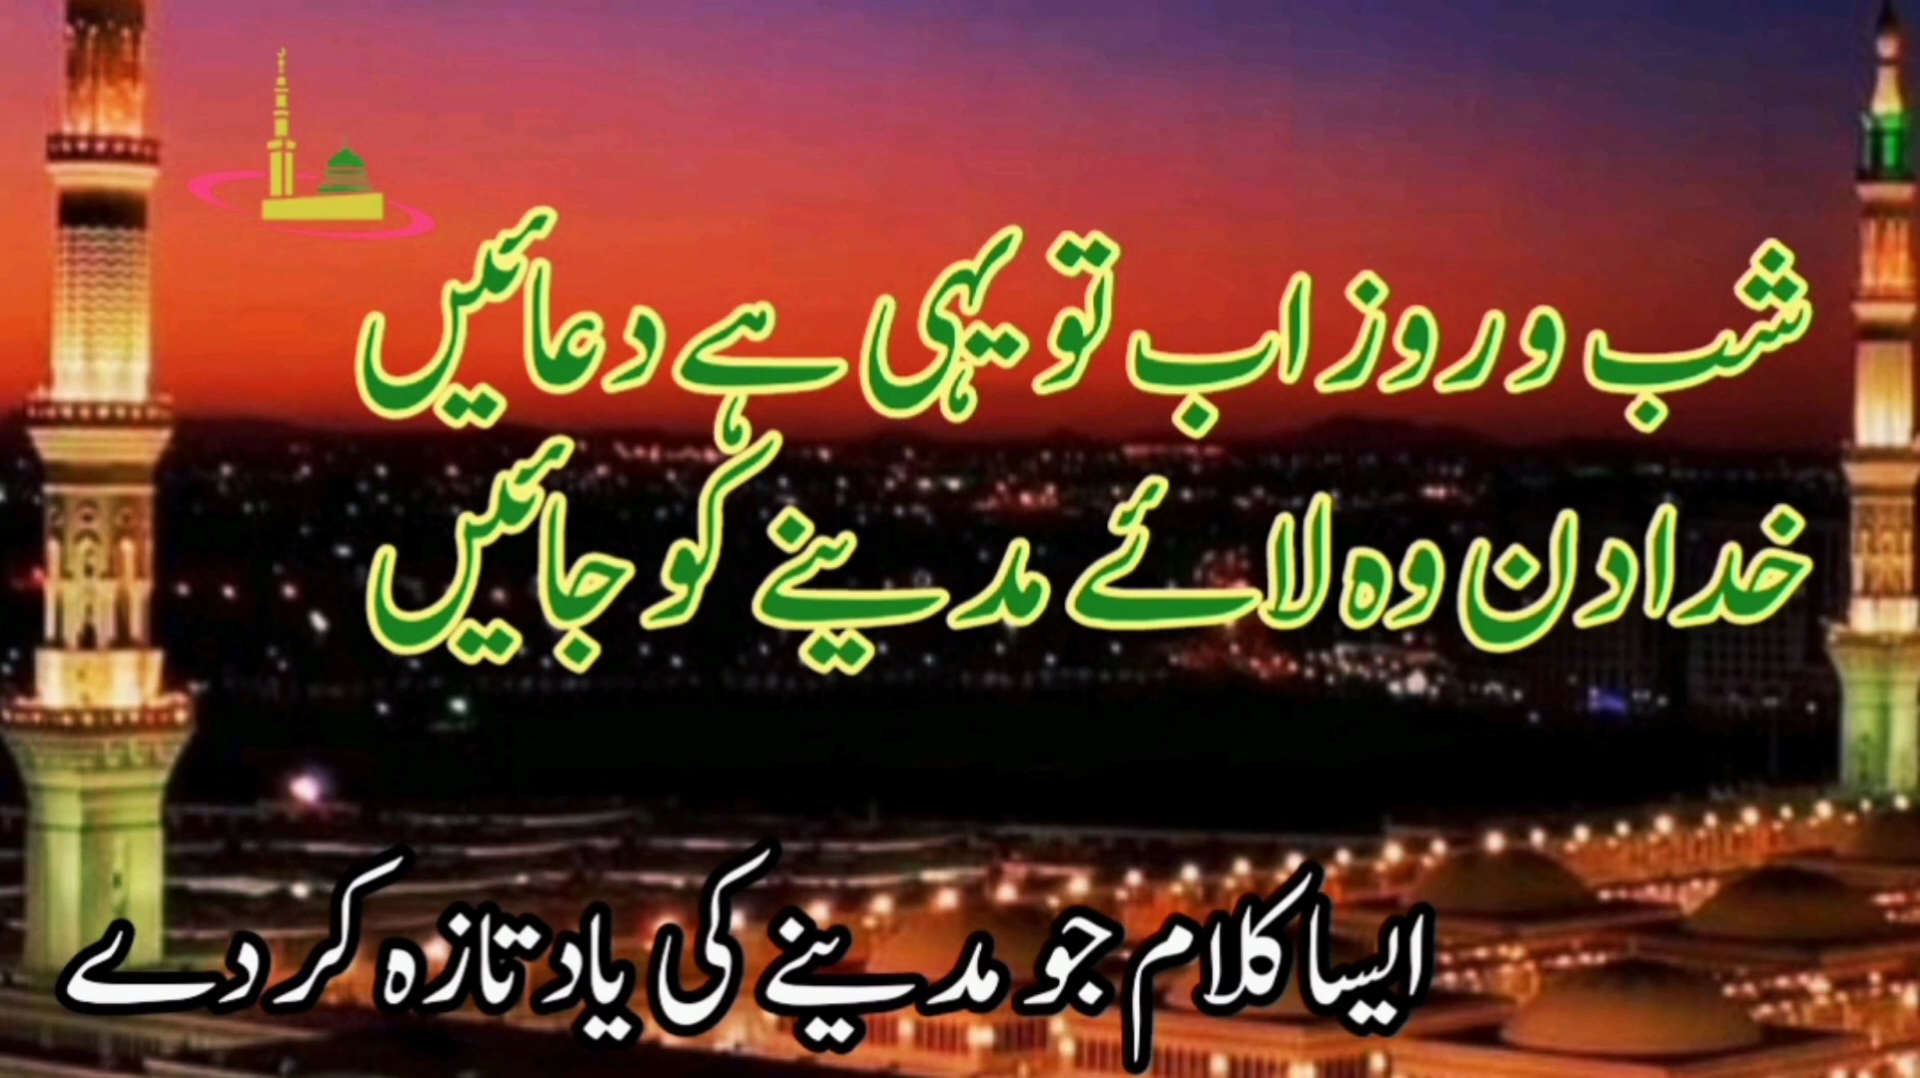 شب و روز اب تو یہی ہے دعائیں
خدا دن وہ لائے مدینے کو جائیں
ایسا کلام جو مدینے کی یاد تازہ کر دے